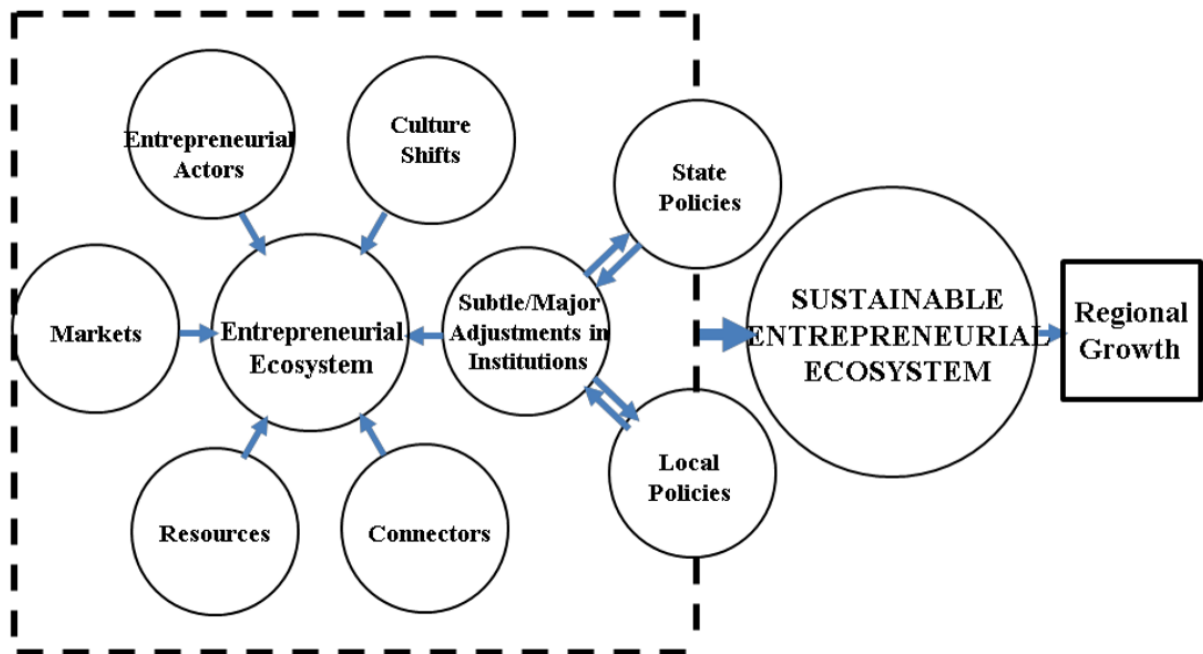 Entrepreneurial
Actors
Culture
Shifts
State
Policies
Markets
Entrepreneurial
Ecosystem
Subtle/Major
Adjustments in
Institutions
SUSTAINABLE
ENTREPRENEURIAL
ECOSYSTEM
Regional
Growth
Resources
Connectors
Local
Policies